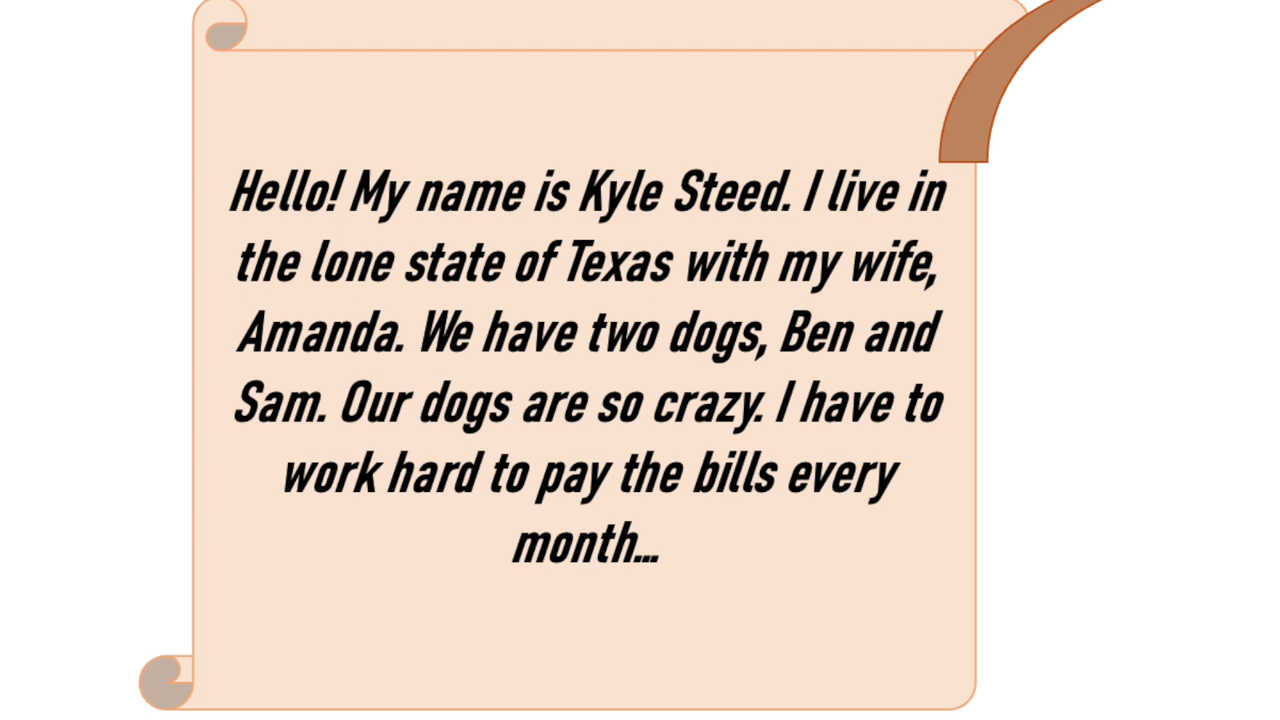 Hello! My name is Kyle Steed. I live in
the lone state of Texas with my wife,
Amanda. We have two dogs, Ben and
Sam. Our dogs are so crazy. I have to
work hard to pay the bills every
month...